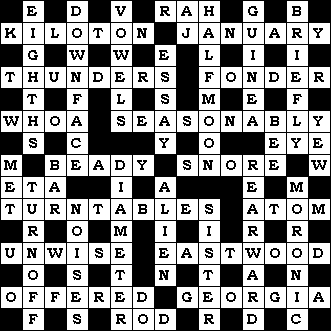 E D V RAH G B
KILOTON JANUARY
G W W E L I I
THUNDERS FONDER
T F L S M E F
WHOA SEASONABLY
S C Y O EYE
M BEADY SNORE W
ETA I A E M
TURNTABLES ATOM
R O M I I R R
UNWISE EASTWOOD
O S T N T A N
OFFERED GEORGIA
F S ROD R D C